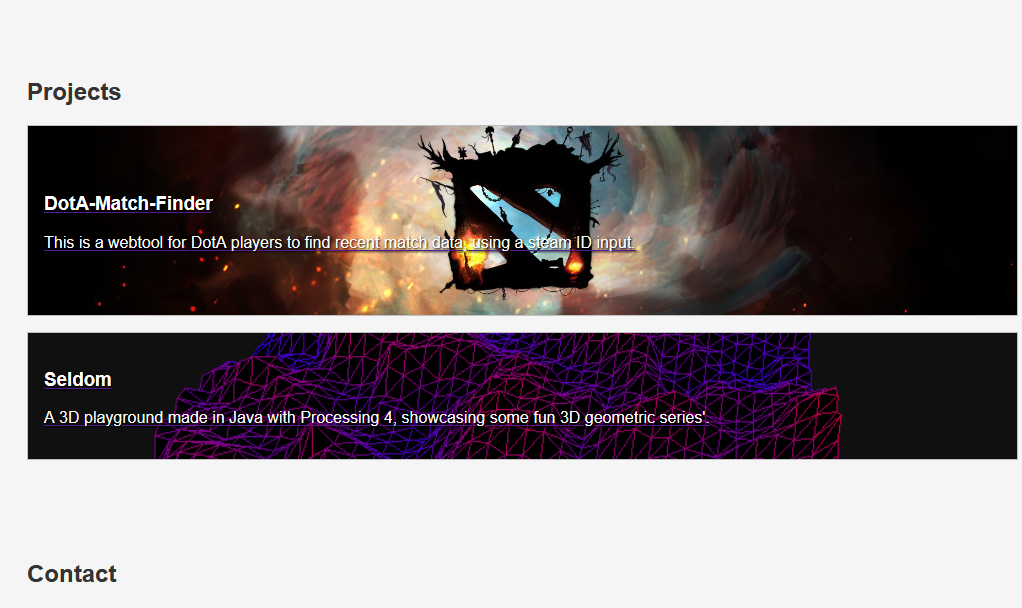 Projects
DotA-Match-Finder
This is a webtool for DotA players to find recent match data, using a steam ID input.
Seldom
A 3D playground made in Java with Processing 4, showcasing some fun 3D geometric series'.
Contact